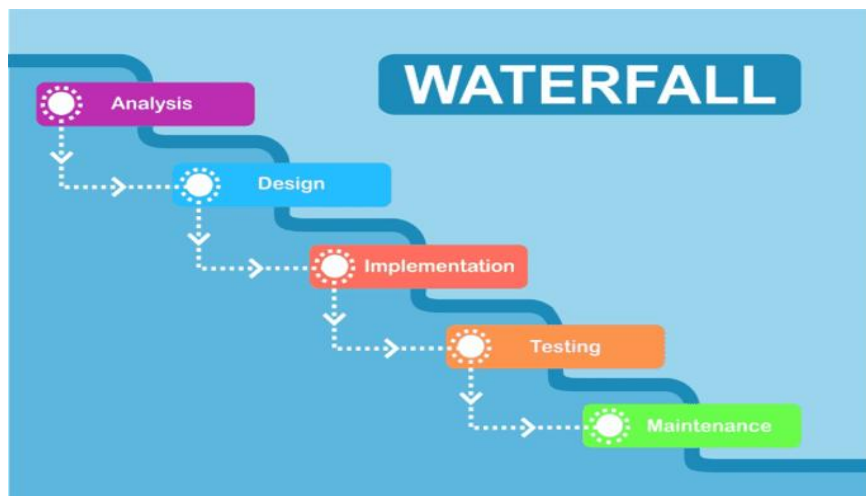 WATERFALL
Analysis
Design
Implementation
Testing
Maintenance